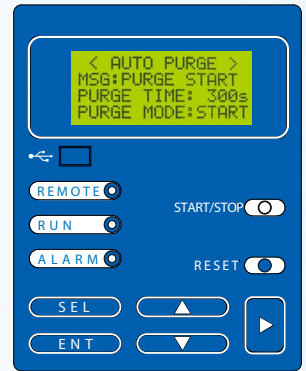 < AUTO PURGE >
MSG:PURGE START
PURGE TIME: 300s
PURGE MODE:START
REMOTE
START/STOP
RUN
ALARM
RESET
SEL
ENT